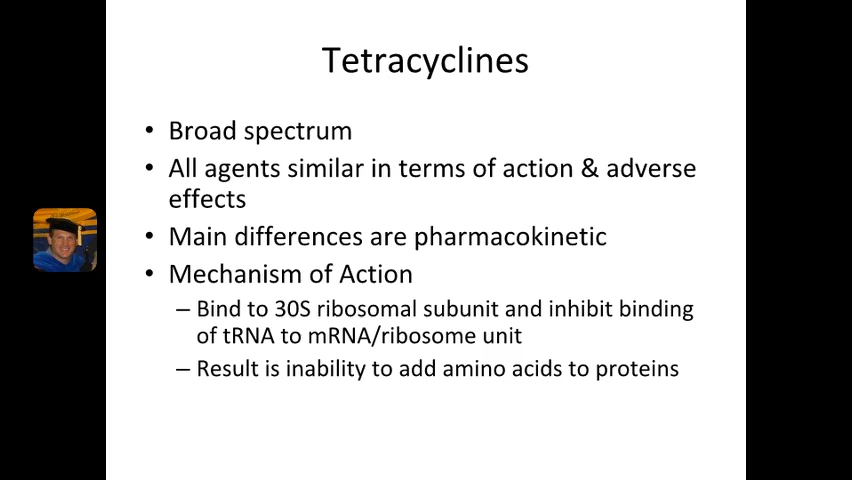 Tetracyclines
• Broad spectrum
• All agents similar in terms of action & adverse
effects
• Main differences are pharmacokinetic
• Mechanism of Action
– Bind to 30S ribosomal subunit and inhibit binding
of tRNA to mRNA/ribosome unit
– Result is inability to add amino acids to proteins